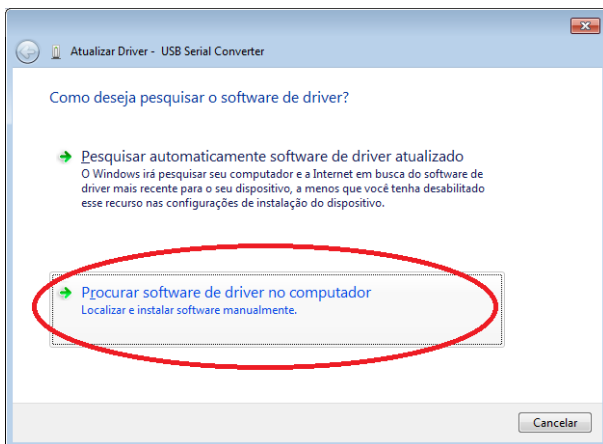 Atualizar Driver - USB Serial Converter
Como deseja pesquisar o software de driver?
Pesquisar automaticamente software de driver atualizado
O Windows irá pesquisar seu computador e a Internet em busca do software de
driver mais recente para o seu dispositivo, a menos que você tenha desabilitado
esse recurso nas configurações de instalação do dispositivo.
Procurar software de driver no computador
Localizar e instalar software manualmente.
Cancelar